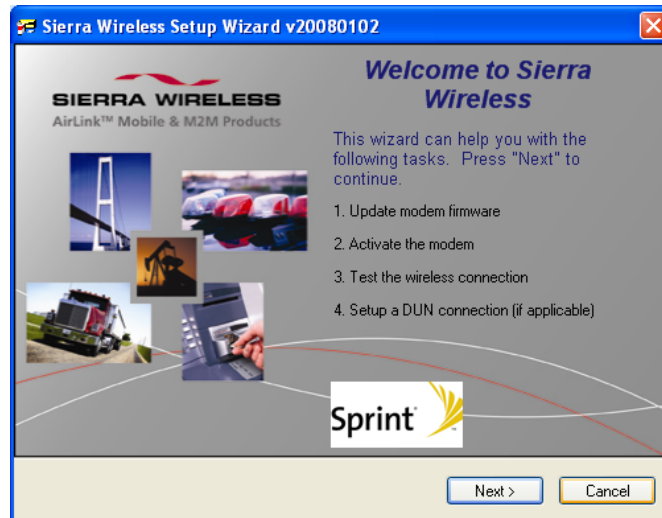 Sierra Wireless Setup Wizard v20080102
SIERRA WIRELESS
AirLink™ Mobile & M2M Products
Welcome to Sierra
Wireless
This wizard can help you with the
following tasks.  Press "Next" to
continue.
1. Update modem firmware
2. Activate the modem
3. Test the wireless connection
4. Setup a DUN connection (if applicable)
Sprint
Next >
Cancel